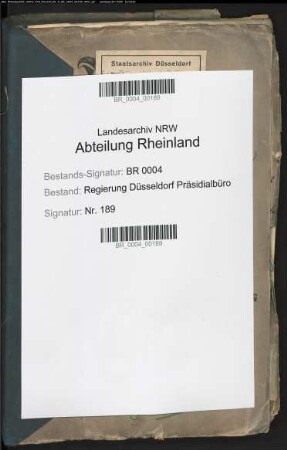 Staatsarchiv Düsseldorf
BR_0004_00189
Landesarchiv NRW
Abteilung Rheinland
Bestands-Signatur: BR 0004
Bestand: Regierung Düsseldorf Präsidialbüro
Signatur: Nr. 189
BR_0004_00189